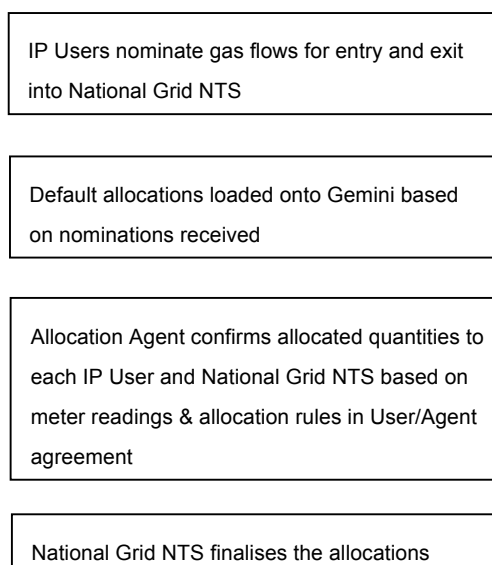 IP Users nominate gas flows for entry and exit
into National Grid NTS
Default allocations loaded onto Gemini based
on nominations received
Allocation Agent confirms allocated quantities to
each IP User and National Grid NTS based on
meter readings & allocation rules in User/Agent
agreement
National Grid NTS finalises the allocations